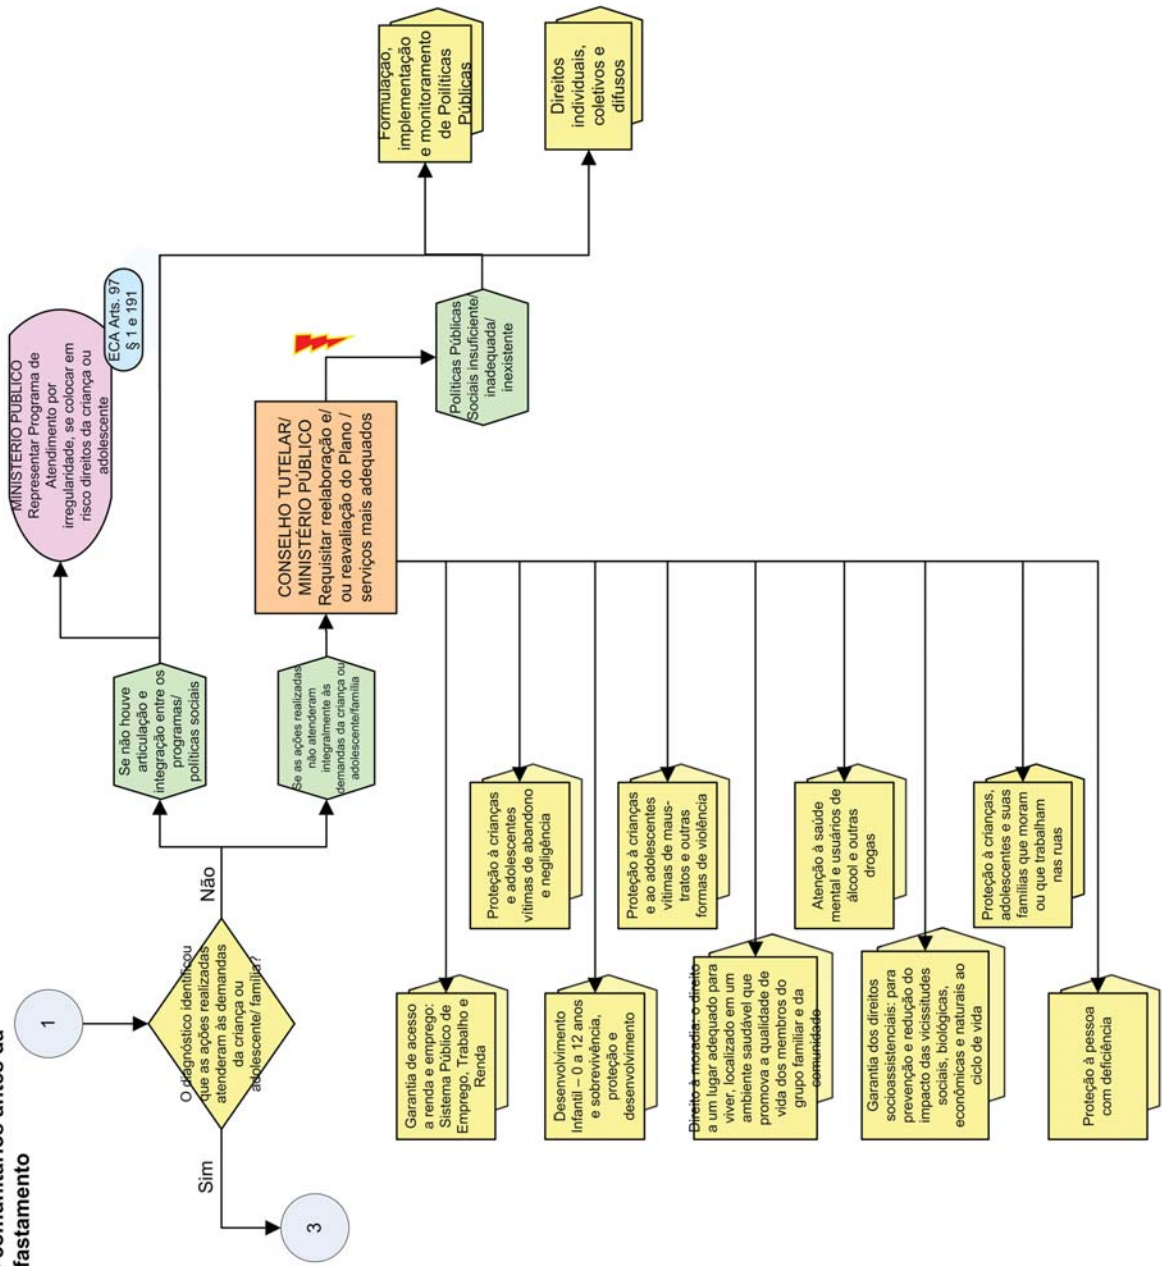 comunitários antes da
fastamento
1
O diagnóstico identificou
que as ações realizadas
atenderam às demandas
da criança ou
adolescente/ família?
Sim
Não
3
Se não houve
articulação e
integração entre os
programas/
políticas sociais
Se as ações realizadas
não atenderam
integralmente às
demandas da criança ou
adolescente/família
MINISTÉRIO PÚBLICO
Representar Programa de
Atendimento por
irregularidade, se colocar em
risco direitos da criança ou
adolescente
ECA Arts. 97
§ 1 e 191
CONSELHO TUTELAR/
MINISTÉRIO PÚBLICO
Requisitar reelaboração e/
ou reavaliação do Plano /
serviços mais adequados
Políticas Públicas
Sociais insuficiente/
inadequada/
inexistente
Formulação,
implementação
e monitoramento
de Poilíticas
Públicas
Direitos
individuais,
coletivos e
difusos
Garantia de acesso
a renda e emprego:
Sistema Público de
Emprego, Trabalho e
Renda
Proteção à crianças
e adolescentes
vítimas de abandono
e negligência
Desenvolvimento
Infantil – 0 a 12 anos
e sobrevivência,
proteção e
desenvolvimento
Proteção à crianças
e ao adolescentes
vítimas de maus-
tratos e outras
formas de violência
Direito à moradia: o direito
a um lugar adequado para
viver, localizado em um
ambiente saudável que
promova a qualidade de
vida dos membros do
grupo familiar e da
comunidade
Atenção à saúde
mental e usuários de
álcool e outras
drogas
Garantia dos direitos
socioassistenciais: para
prevenção e redução do
impacto das vicissitudes
sociais, biológicas,
econômicas e naturais ao
ciclo de vida
Proteção à crianças,
adolescentes e suas
famílias que moram
ou que trabalham
nas ruas
Proteção à pessoa
com deficiência